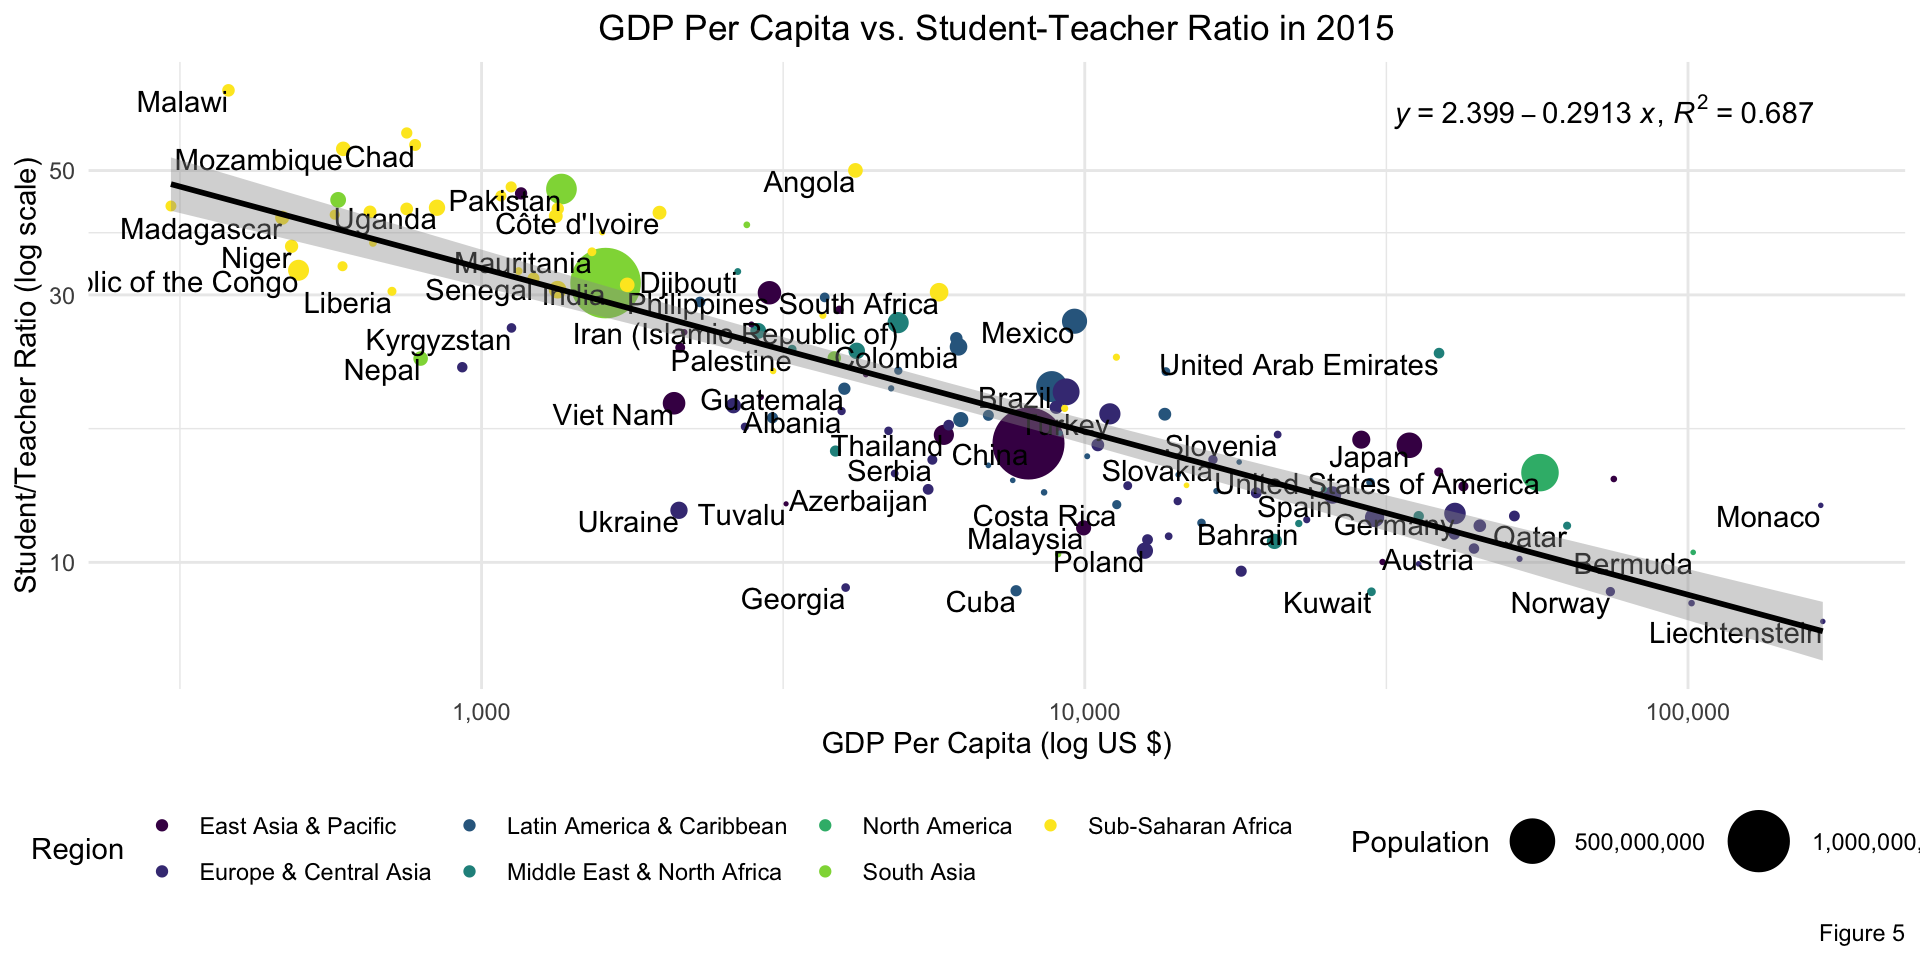 GDP Per Capita vs. Student-Teacher Ratio in 2015
y = 2.399 – 0.2913 x, R² = 0.687
Student/Teacher Ratio (log scale)
50
30
10
Malawi
Mozambique
Chad
Angola
Pakistan
Côte d'Ivoire
Uganda
Madagascar
Niger
Mauritania
blic of the Congo
Liberia
Senegal
India
Djibouti
Philippines
South Africa
Kyrgyzstan
Iran (Islamic Republic of)
Mexico
Nepal
Palestine
Colombia
United Arab Emirates
Viet Nam
Guatemala
Brazil
Albania
Turkey
Thailand
China
Slovenia
Japan
Serbia
Slovakia
United States of America
Azerbaijan
Ukraine
Tuvalu
Costa Rica
Spain
Monaco
Malaysia
Bahrain
Germany
Qatar
Poland
Austria
Bermuda
Georgia
Cuba
Kuwait
Norway
Liechtenstein
1,000
10,000
100,000
GDP Per Capita (log US $)
Region
East Asia & Pacific
Latin America & Caribbean
North America
Sub-Saharan Africa
Europe & Central Asia
Middle East & North Africa
South Asia
Population
500,000,000
1,000,000,
Figure 5